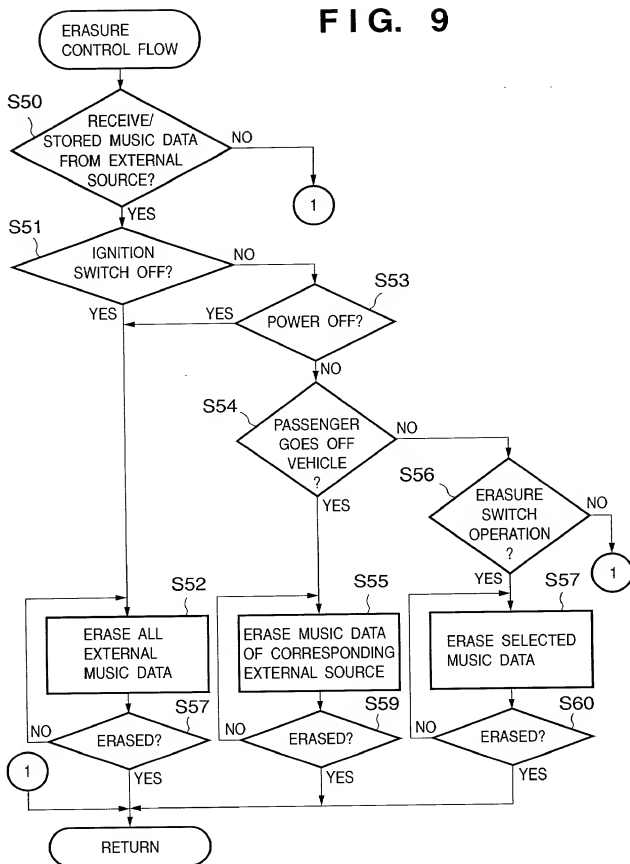 FIG. 9
ERASURE
CONTROL FLOW
S50
RECEIVE/
STORED MUSIC DATA
FROM EXTERNAL
SOURCE?
NO
1
YES
S51
IGNITION
SWITCH OFF?
NO
YES
S53
POWER OFF?
YES
NO
S54
PASSENGER
GOES OFF
VEHICLE
?
NO
YES
S56
ERASURE
SWITCH
OPERATION
?
NO
1
YES
S52
ERASE ALL
EXTERNAL
MUSIC DATA
S55
ERASE MUSIC DATA
OF CORRESPONDING
EXTERNAL SOURCE
S57
ERASE SELECTED
MUSIC DATA
S57
ERASED?
NO
YES
S59
ERASED?
NO
YES
S60
ERASED?
NO
YES
1
RETURN